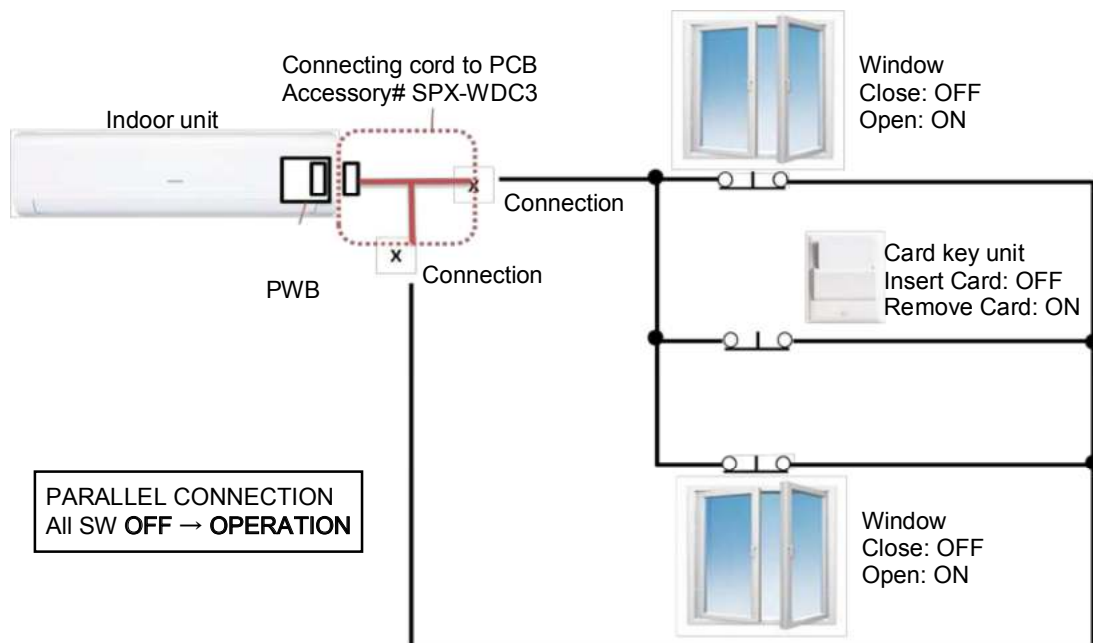 Connecting cord to PCB
Accessory# SPX-WDC3
Indoor unit
Window
Close: OFF
Open: ON
X
Connection
X
Connection
PWB
Card key unit
Insert Card: OFF
Remove Card: ON
PARALLEL CONNECTION
All SW OFF → OPERATION
Window
Close: OFF
Open: ON